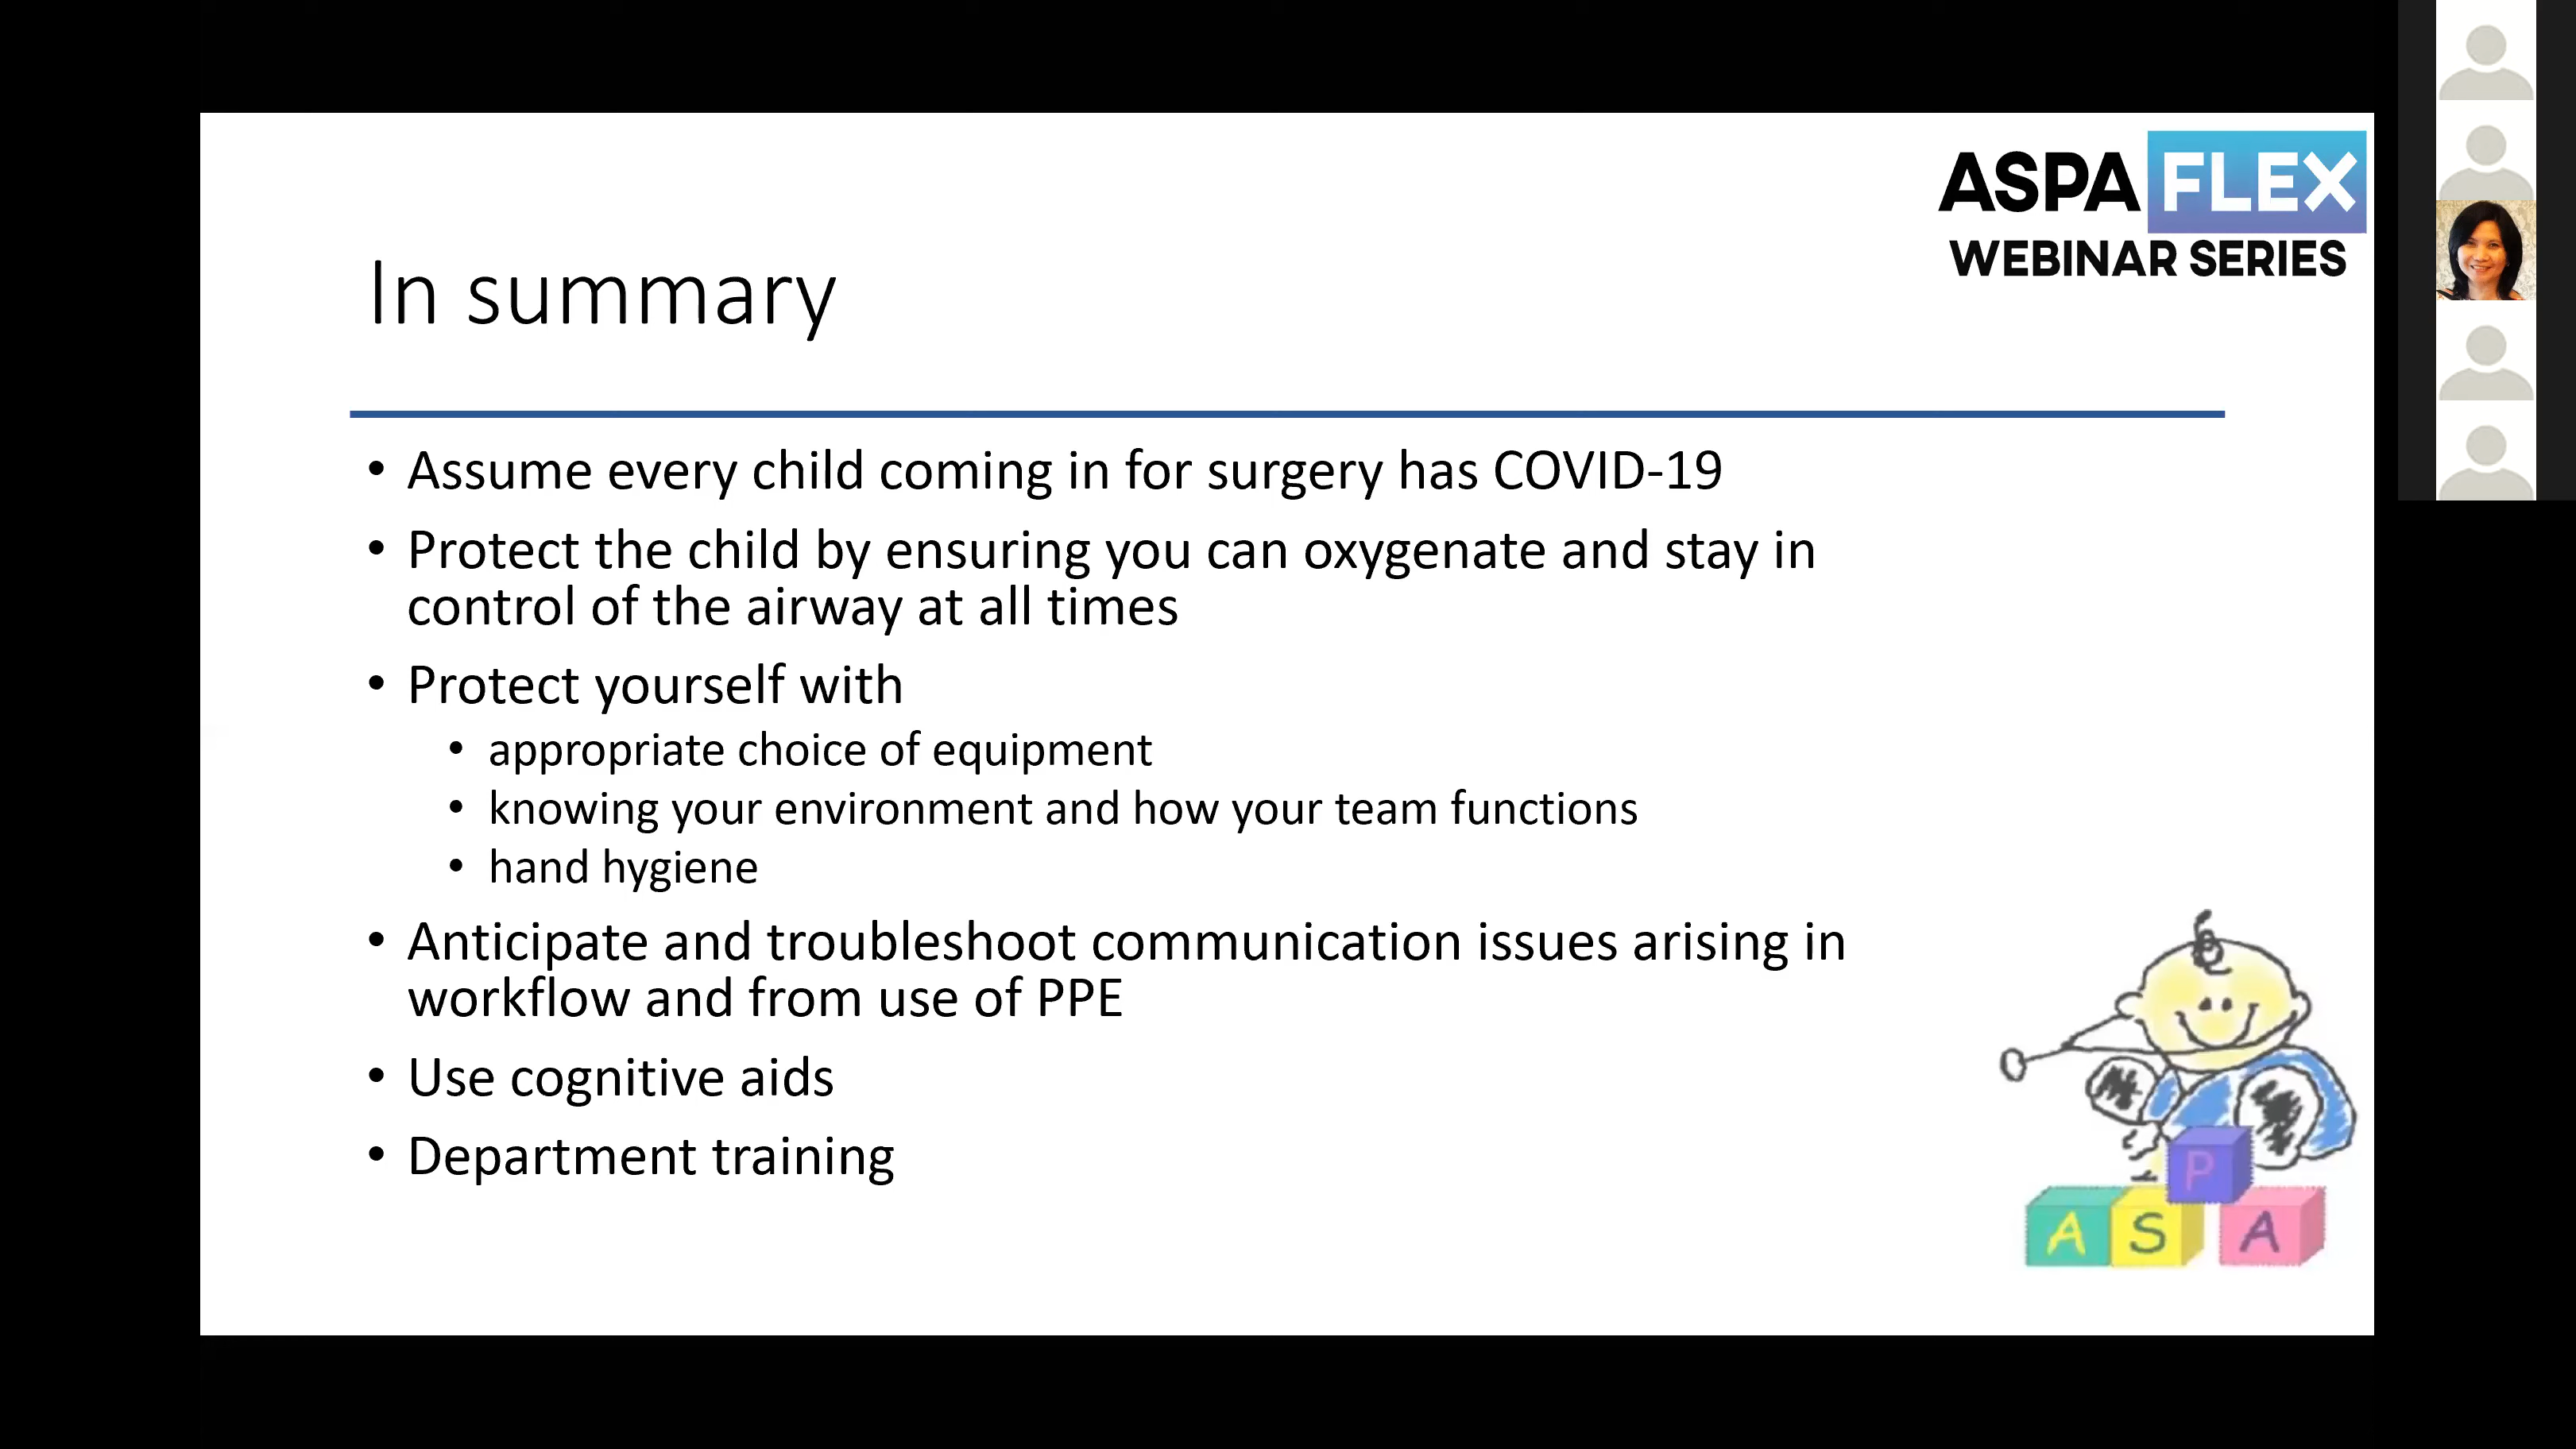 ASPA FLEX
WEBINAR SERIES
In summary
• Assume every child coming in for surgery has COVID-19
• Protect the child by ensuring you can oxygenate and stay in
control of the airway at all times
• Protect yourself with
• appropriate choice of equipment
• knowing your environment and how your team functions
• hand hygiene
• Anticipate and troubleshoot communication issues arising in
workflow and from use of PPE
• Use cognitive aids
• Department training
P
A S A